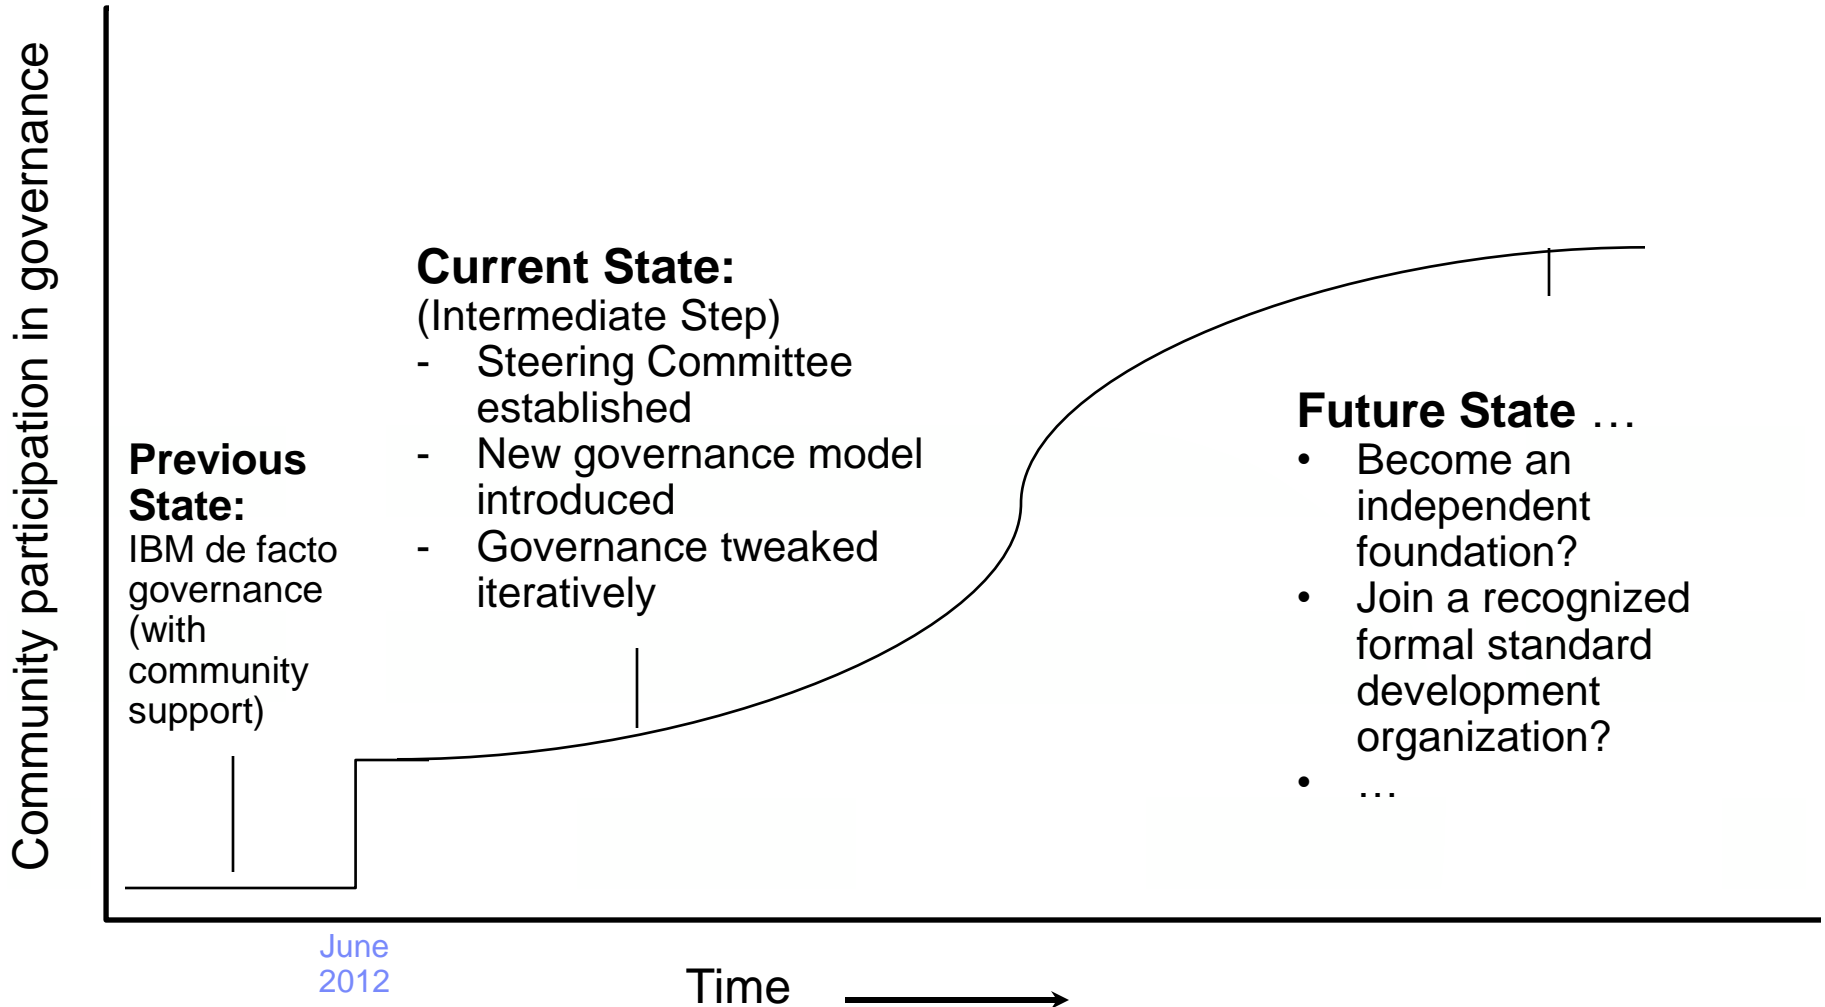 Community participation in governance
Previous
State:
IBM de facto
governance
(with
community
support)
Current State:
(Intermediate Step)
- Steering Committee
established
- New governance model
introduced
- Governance tweaked
iteratively
Future State …
• Become an
independent
foundation?
• Join a recognized
formal standard
development
organization?
• …
June
2012
Time